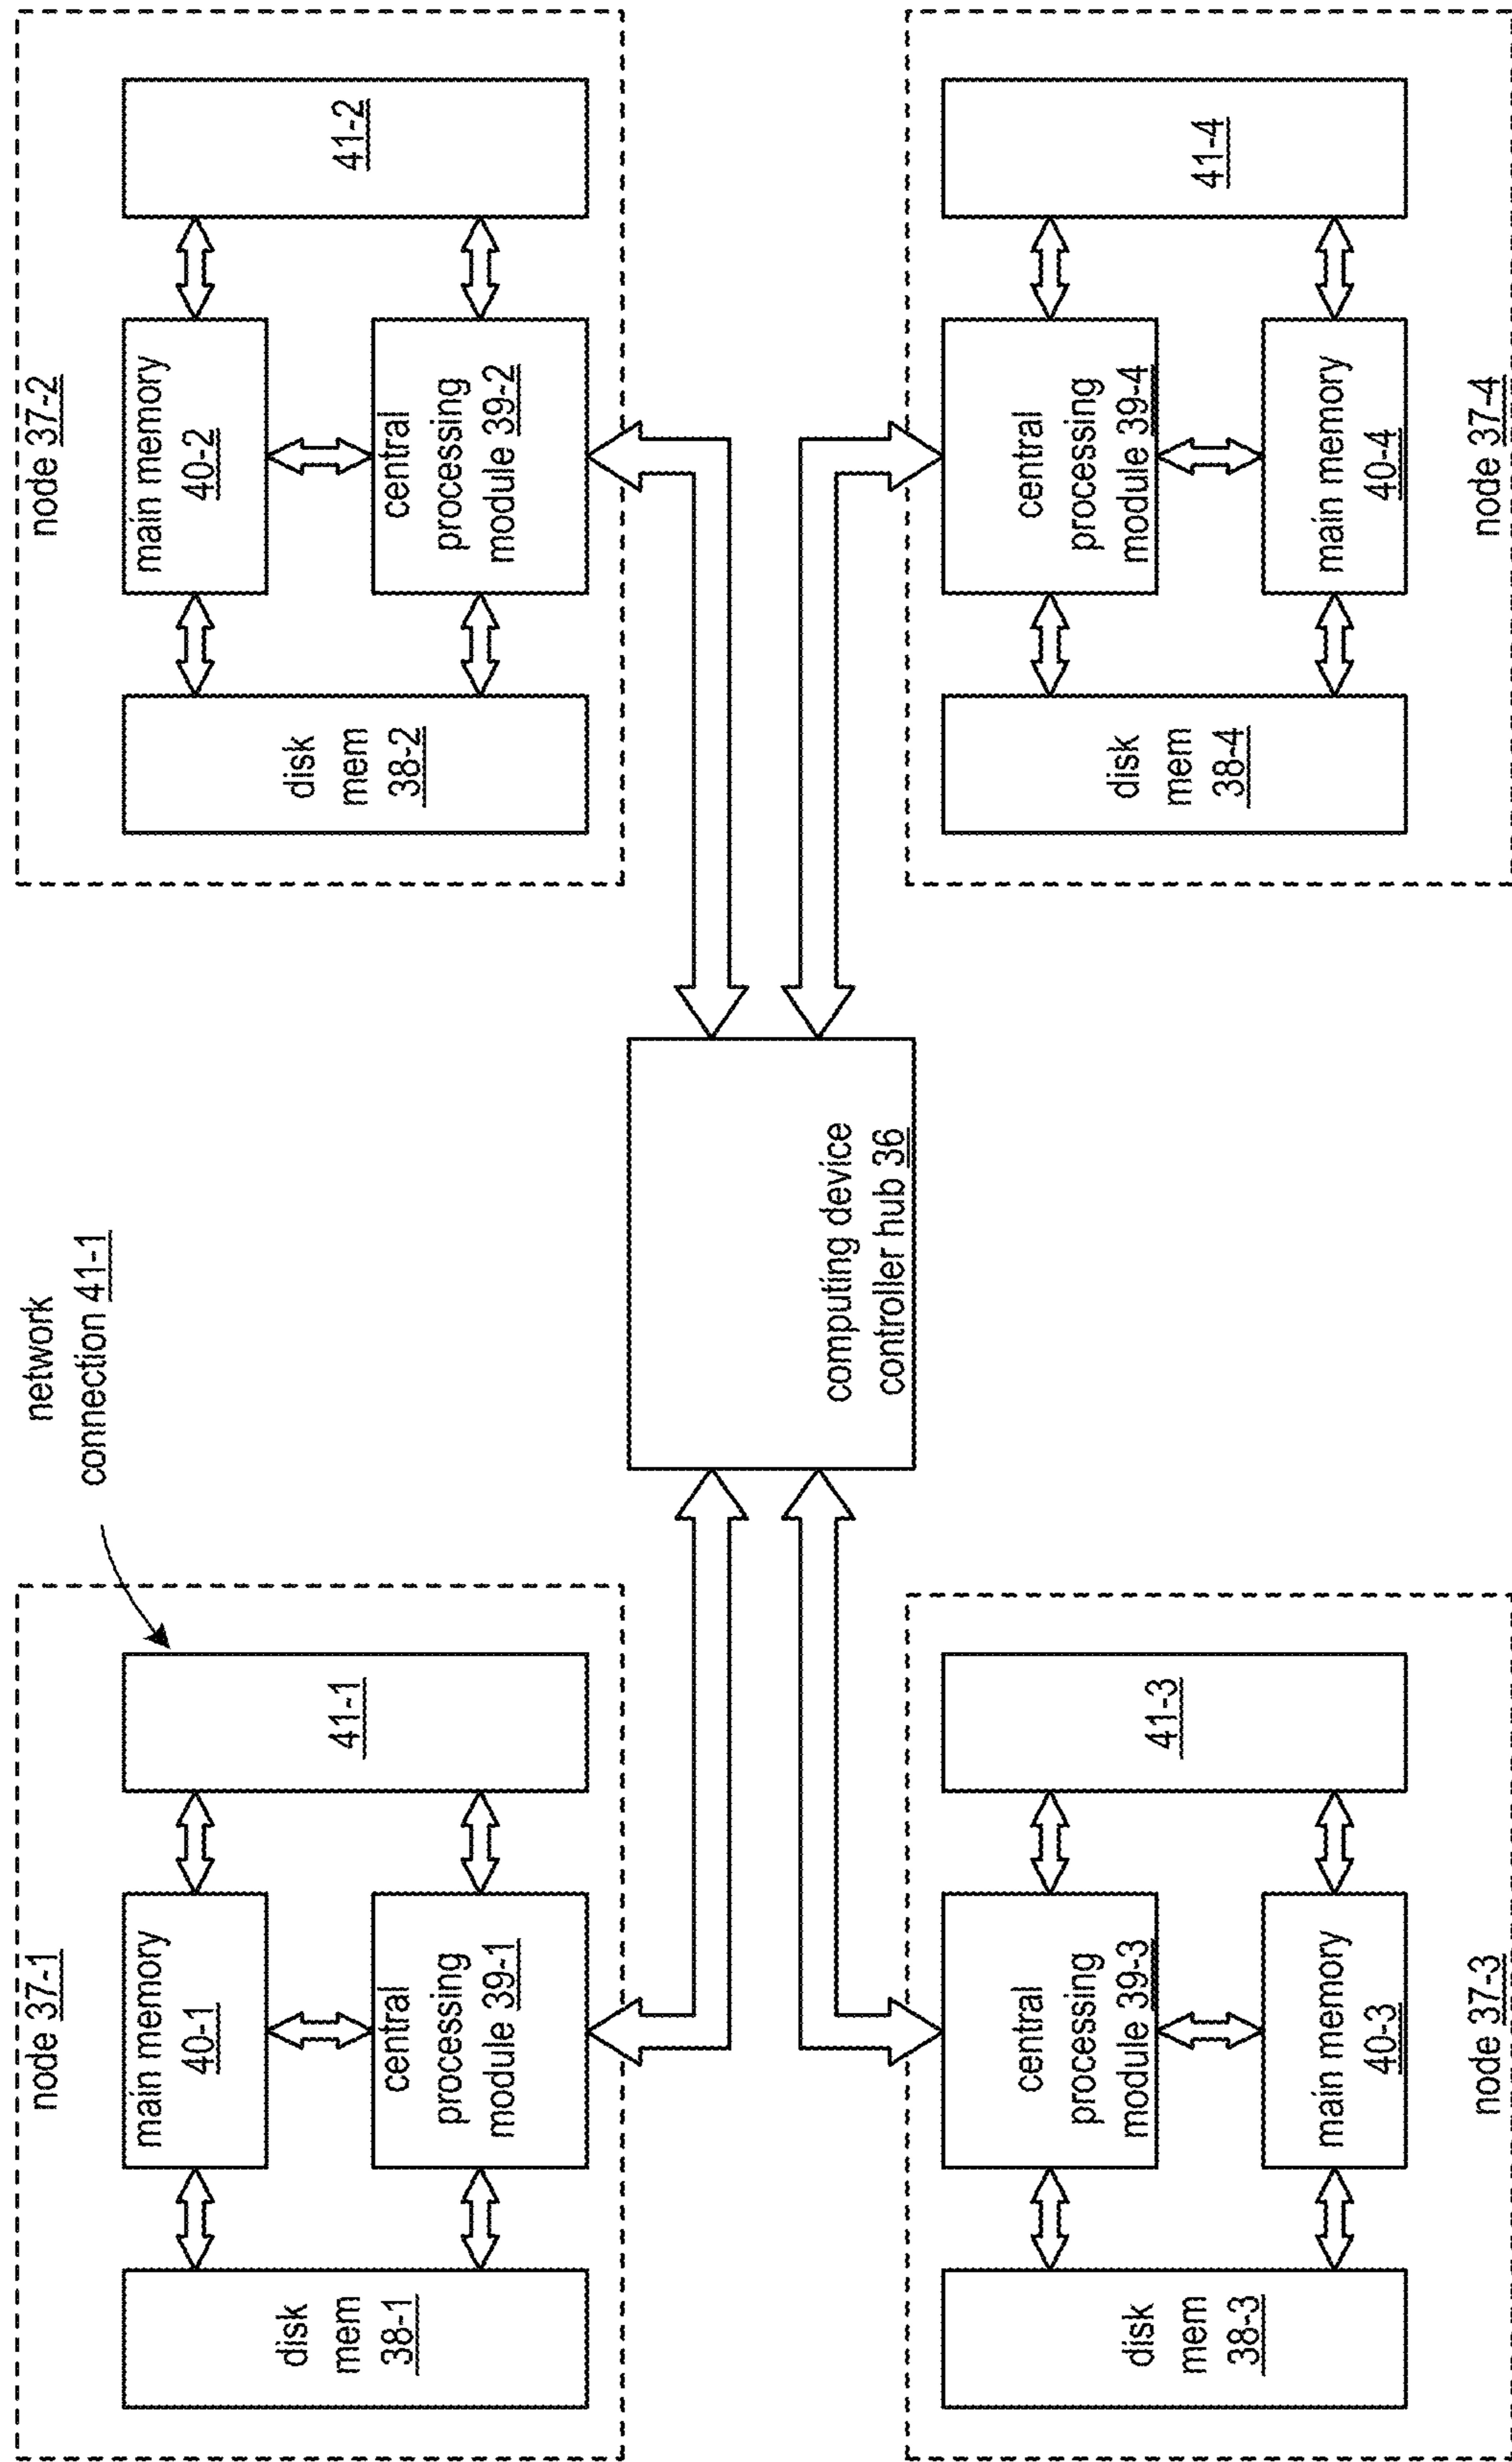 network
connection 41-1
node 37-1
main memory
40-1
disk
mem
38-1
central
processing
module 39-1
41-1
node 37-2
main memory
40-2
disk
mem
38-2
central
processing
module 39-2
41-2
computing device
controller hub 36
disk
mem
38-3
central
processing
module 39-3
main memory
40-3
41-3
node 37-3
disk
mem
38-4
central
processing
module 39-4
main memory
40-4
41-4
node 37-4